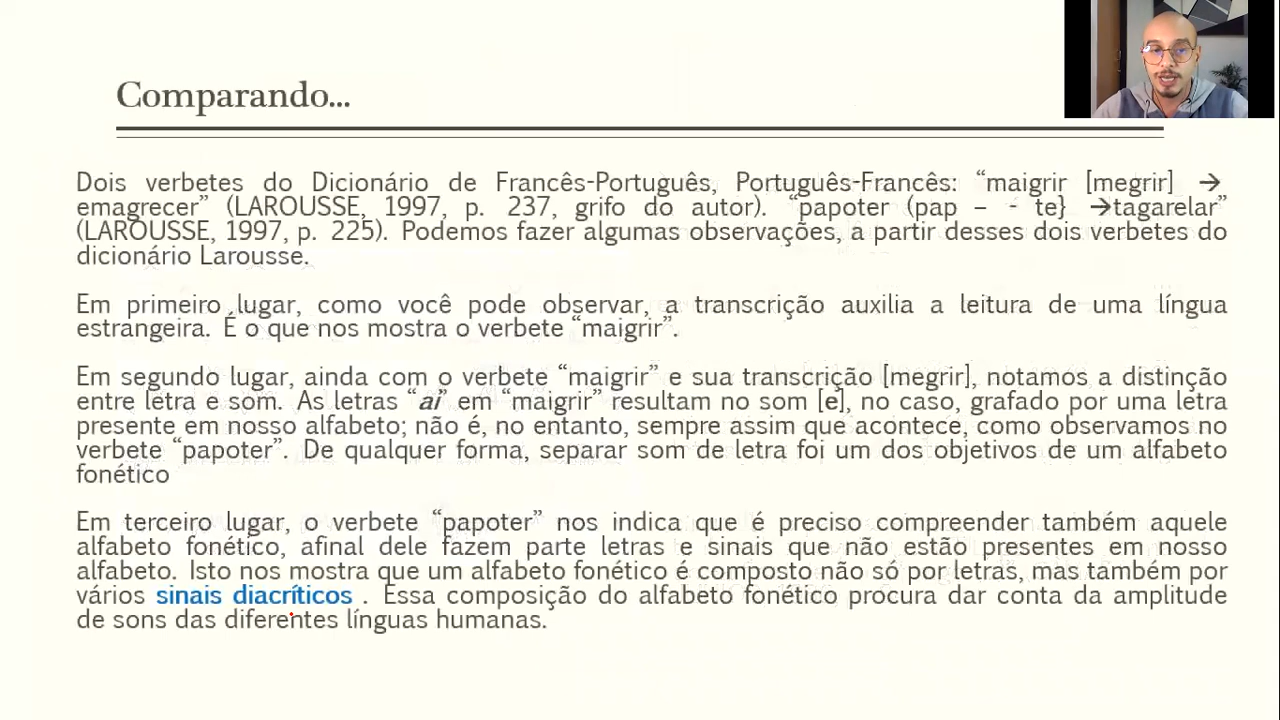 Comparando...
Dois verbetes do Dicionário de Francês-Português, Português-Francês: “maigrir [megrir] →
emagrecer” (LAROUSSE, 1997, p. 237, grifo do autor). “papoter (pap – - te} →tagarelar”
(LAROUSSE, 1997, p. 225). Podemos fazer algumas observações, a partir desses dois verbetes do
dicionário Larousse.
Em primeiro lugar, como você pode observar, a transcrição auxilia a leitura de uma língua
estrangeira. É o que nos mostra o verbete “maigrir”.
Em segundo lugar, ainda com o verbete “maigrir” e sua transcrição [megrir], notamos a distinção
entre letra e som. As letras “ai” em “maigrir” resultam no som [e], no caso, grafado por uma letra
presente em nosso alfabeto; não é, no entanto, sempre assim que acontece, como observamos no
verbete “papoter”. De qualquer forma, separar som de letra foi um dos objetivos de um alfabeto
fonético
Em terceiro lugar, o verbete “papoter” nos indica que é preciso compreender também aquele
alfabeto fonético, afinal dele fazem parte letras e sinais que não estão presentes em nosso
alfabeto. Isto nos mostra que um alfabeto fonético é composto não só por letras, mas também por
vários sinais diacríticos . Essa composição do alfabeto fonético procura dar conta da amplitude
de sons das diferentes línguas humanas.